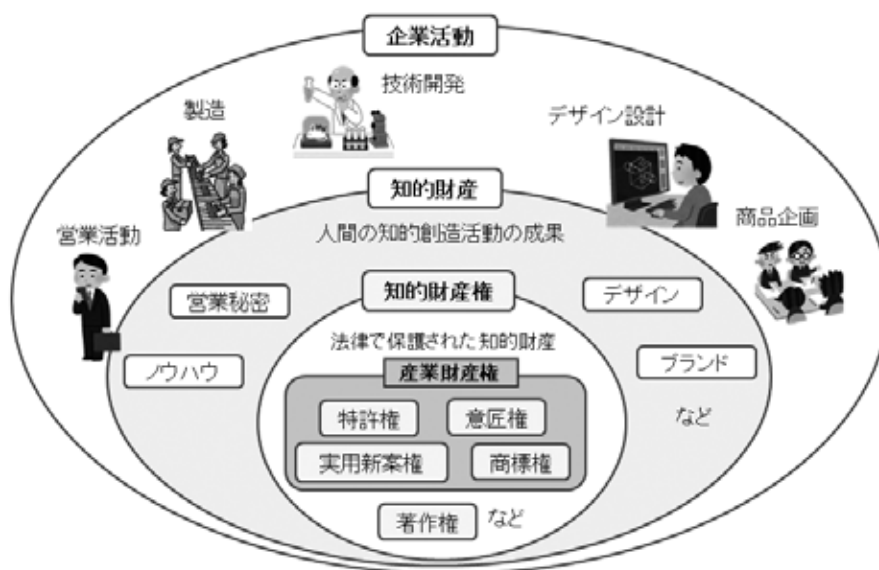 企業活動
技術開発
製造
デザイン設計
知的財産
商品企画
営業活動
人間の知的創造活動の成果
知的財産権
営業秘密
デザイン
法律で保護された知的財産
ノウハウ
産業財産権
ブランド
特許権
意匠権
など
実用新案権
商標権
著作権 など